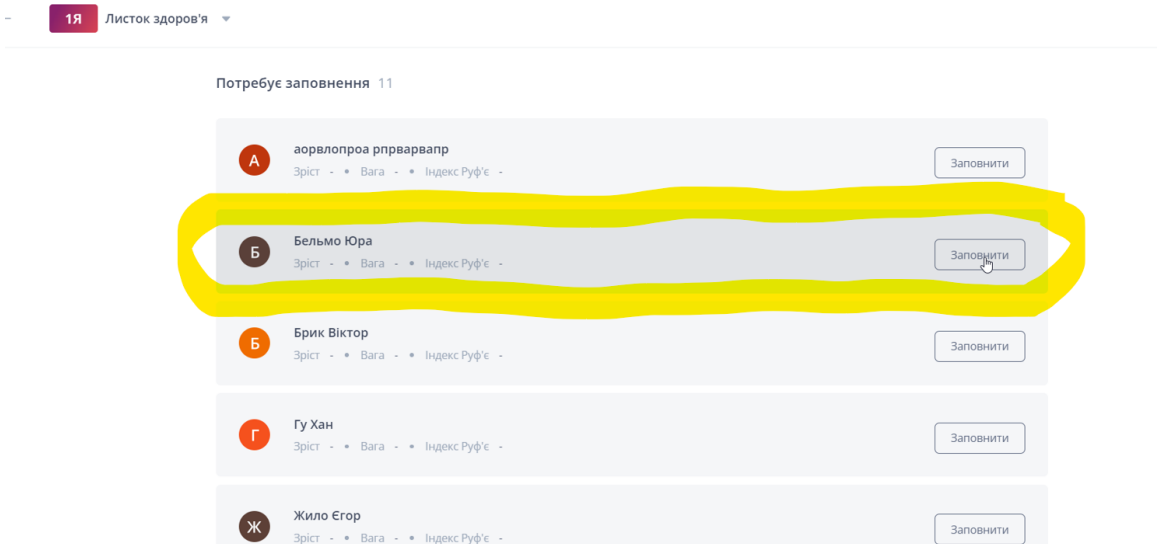 1Я Листок здоров'я
Потребує заповнення 11
А
аорвлопроа рпрварвапр
Зріст - • Вага - • Індекс Руф'є -
Заповнити
Б
Бельмо Юра
Зріст - • Вага - • Індекс Руф'є -
Заповнити
Б
Брик Віктор
Зріст - • Вага - • Індекс Руф'є -
Заповнити
Г
Гу Хан
Зріст - • Вага - • Індекс Руф'є -
Заповнити
Ж
Жило Єгор
Зріст - • Вага - • Індекс Руф'є -
Заповнити